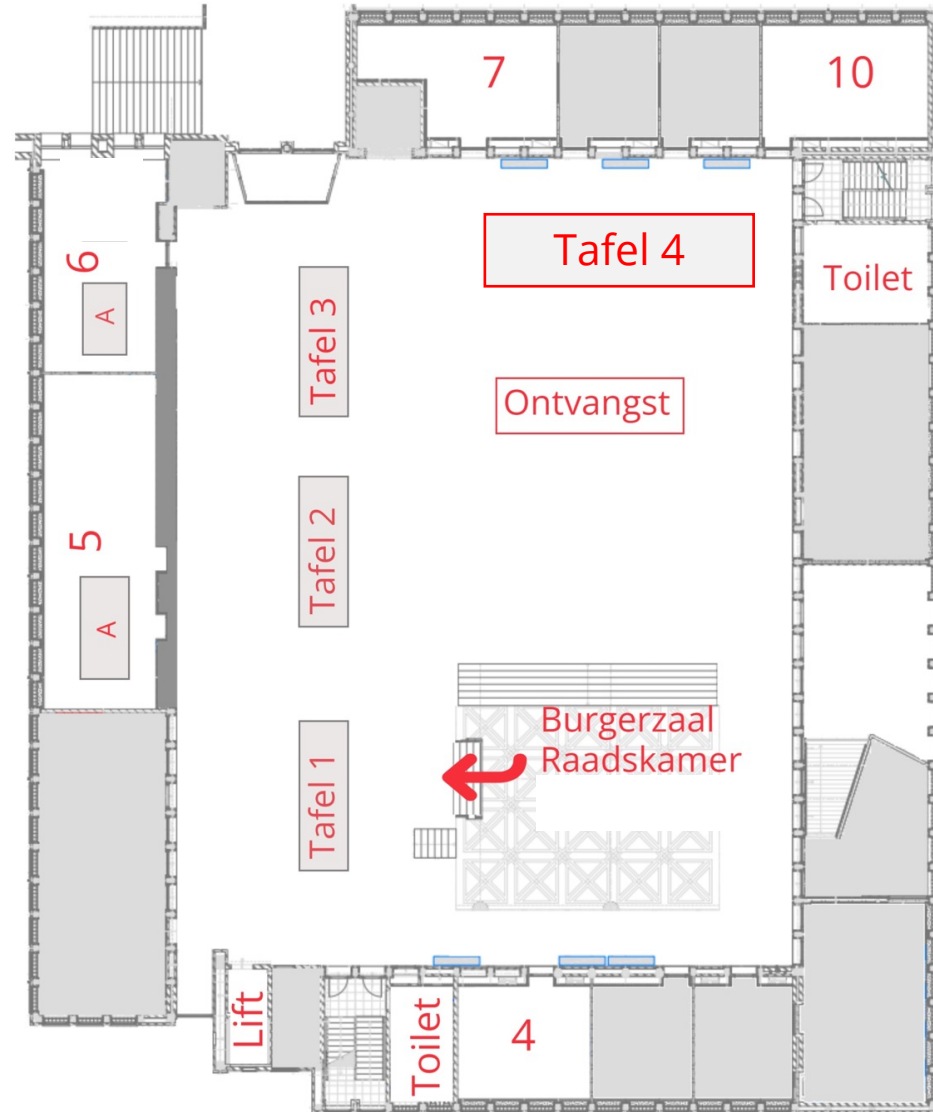 7
10
Tafel 4
Toilet
6
A
Tafel 3
Ontvangst
5
A
Tafel 2
Burgerzaal
Raadskamer
Tafel 1
Lift
Toilet
4